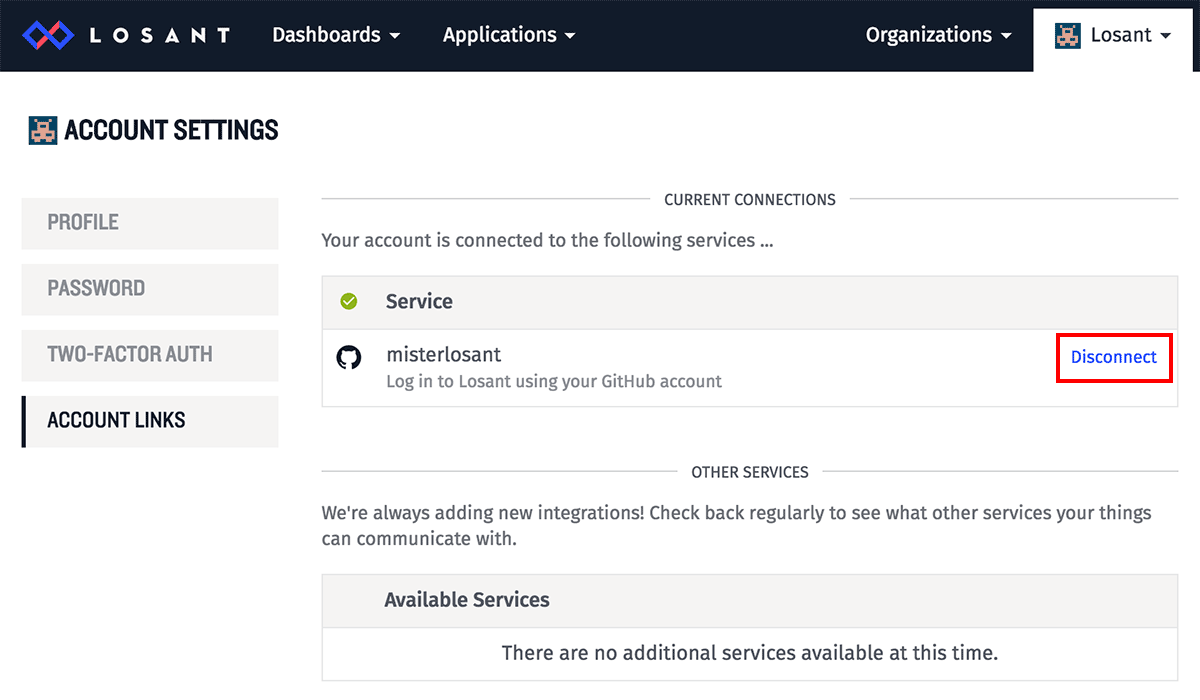 LOSANT Dashboards Applications Organizations Losant
ACCOUNT SETTINGS
PROFILE
PASSWORD
TWO-FACTOR AUTH
ACCOUNT LINKS
CURRENT CONNECTIONS
Your account is connected to the following services ...
Service
misterlosant
Log in to Losant using your GitHub account
Disconnect
OTHER SERVICES
We're always adding new integrations! Check back regularly to see what other services your things
can communicate with.
Available Services
There are no additional services available at this time.